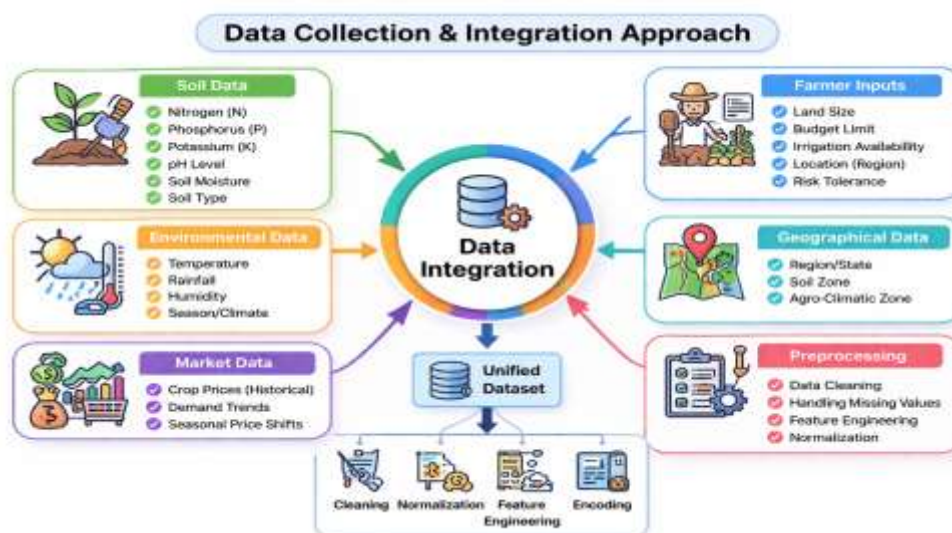 Data Collection & Integration Approach
Soil Data
Nitrogen (N)
Phosphorus (P)
Potassium (K)
pH Level
Soil Moisture
Soil Type
Environmental Data
Temperature
Rainfall
Humidity
Season/Climate
Market Data
Crop Prices (Historical)
Demand Trends
Seasonal Price Shifts
Data
Integration
Unified
Dataset
Cleaning
Normalization
Feature
Engineering
Encoding
Farmer Inputs
Land Size
Budget Limit
Irrigation Availability
Location (Region)
Risk Tolerance
Geographical Data
Region/State
Soil Zone
Agro-Climatic Zone
Preprocessing
Data Cleaning
Handling Missing Values
Feature Engineering
Normalization